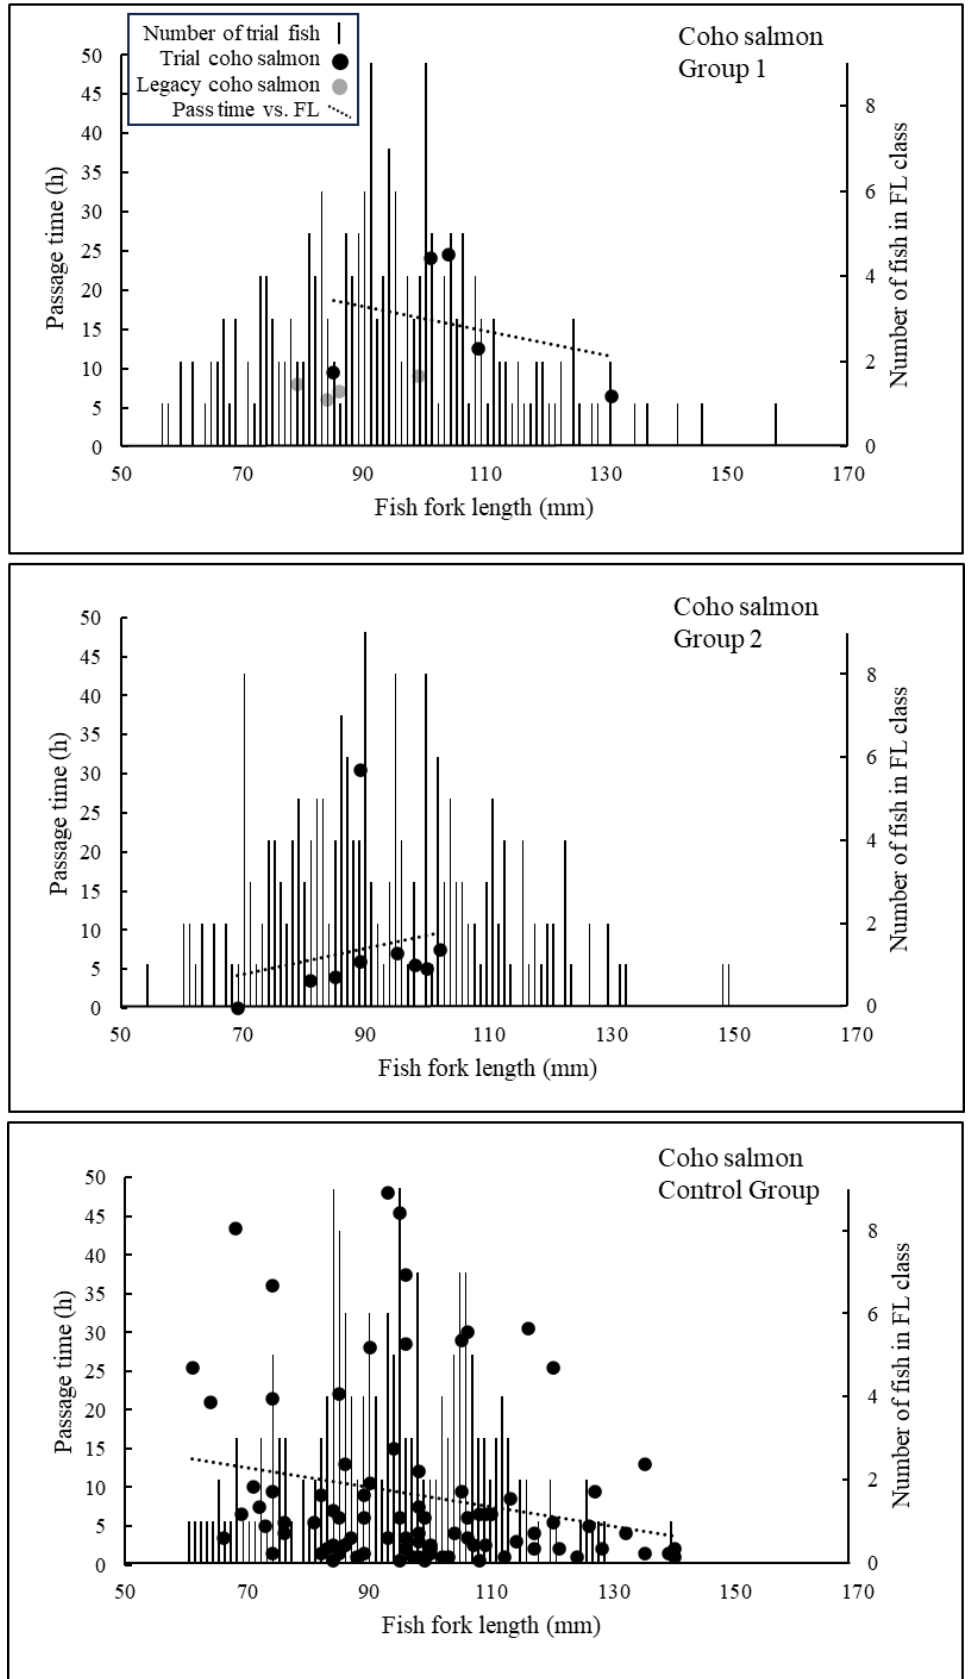 Number of trial fish
Trial coho salmon
Legacy coho salmon
Pass time vs. FL
Coho salmon
Group 1
50
45
40
35
30
25
20
15
10
5
0
Passage time (h)
8
6
4
2
0
Number of fish in FL class
50 70 90 110 130 150 170
Fish fork length (mm)
Coho salmon
Group 2
50
45
40
35
30
25
20
15
10
5
0
Passage time (h)
8
6
4
2
0
Number of fish in FL class
50 70 90 110 130 150 170
Fish fork length (mm)
Coho salmon
Control Group
50
45
40
35
30
25
20
15
10
5
0
Passage time (h)
8
6
4
2
0
Number of fish in FL class
50 70 90 110 130 150 170
Fish fork length (mm)